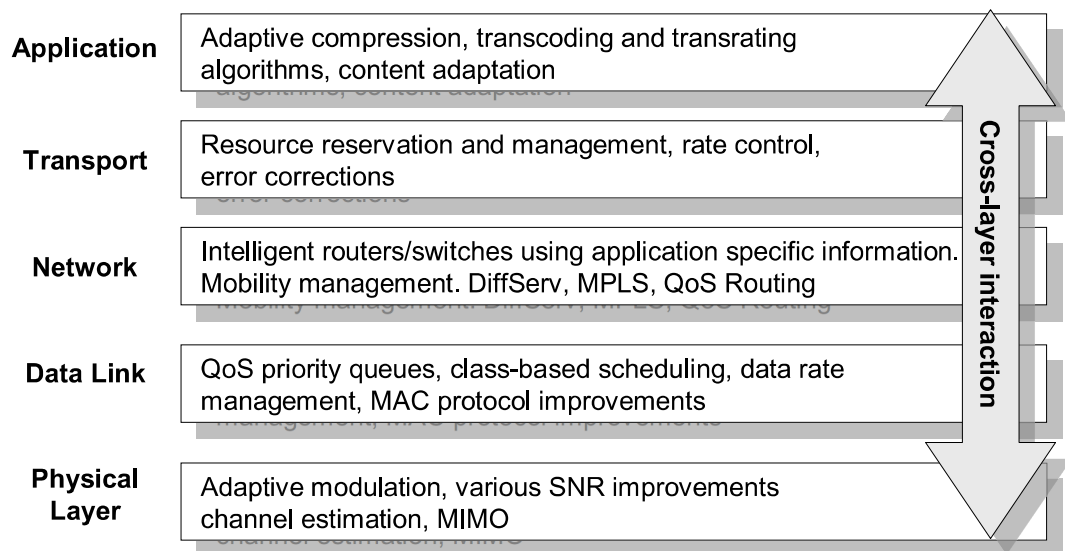 Application
Adaptive compression, transcoding and transrating
algorithms, content adaptation
Transport
Resource reservation and management, rate control,
error corrections
Network
Intelligent routers/switches using application specific information.
Mobility management. DiffServ, MPLS, QoS Routing
Data Link
QoS priority queues, class-based scheduling, data rate
management, MAC protocol improvements
Physical
Layer
Adaptive modulation, various SNR improvements
channel estimation, MIMO
Cross-layer interaction